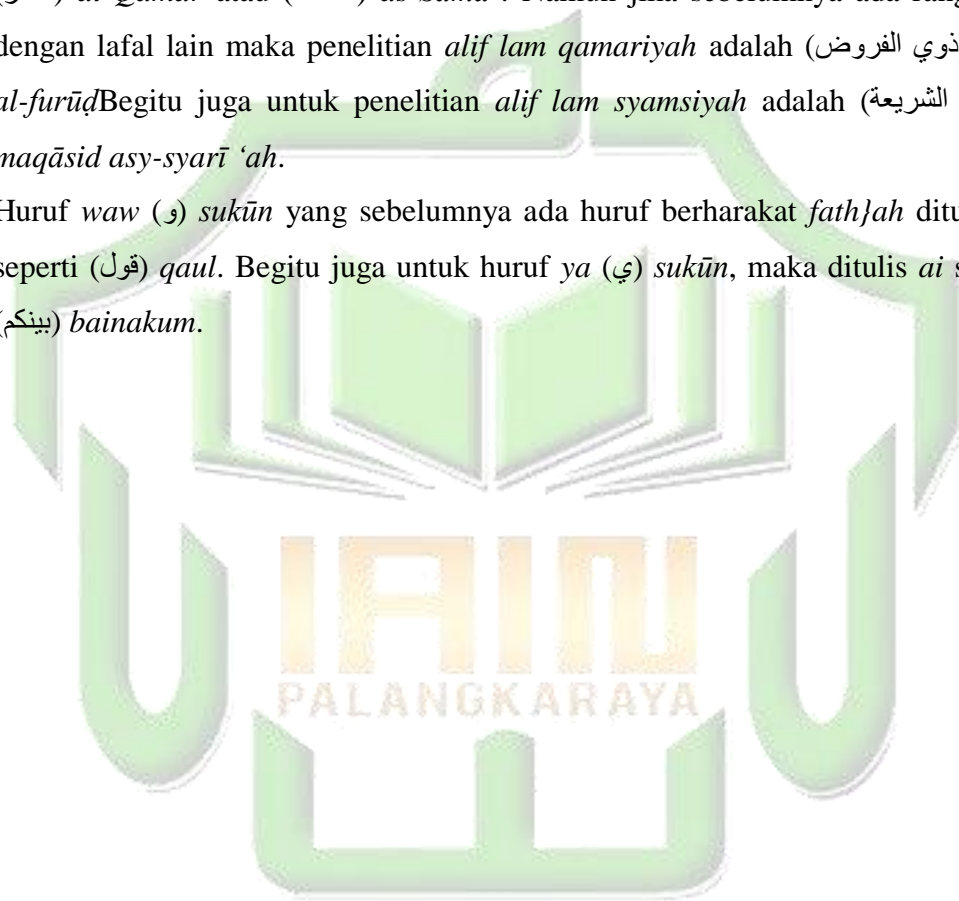 dengan lafal lain maka penelitian alif lam qamariyah adalah (ذوي الفروض
al-furūḍBegitu juga untuk penelitian alif lam syamsiyah adalah (الشريعة
maqāsid asy-syarī ‘ah.
Huruf waw (و) sukūn yang sebelumnya ada huruf berharakat fath}ah
seperti (قول) qaul. Begitu juga untuk huruf ya (ي) sukūn, maka ditulis ai
(بينكم) bainakum.
IAIN
PALANGKARAYA